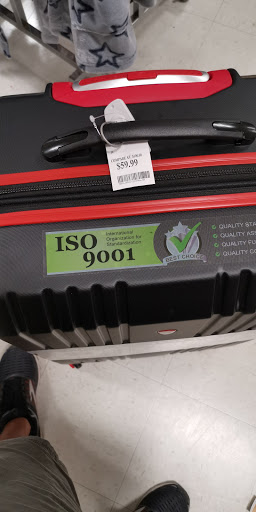 $59.99
ISO
9001
International
Organization for
Standardization
BEST CHOICE
QUALITY
QUALITY
QUALITY
QUALITY